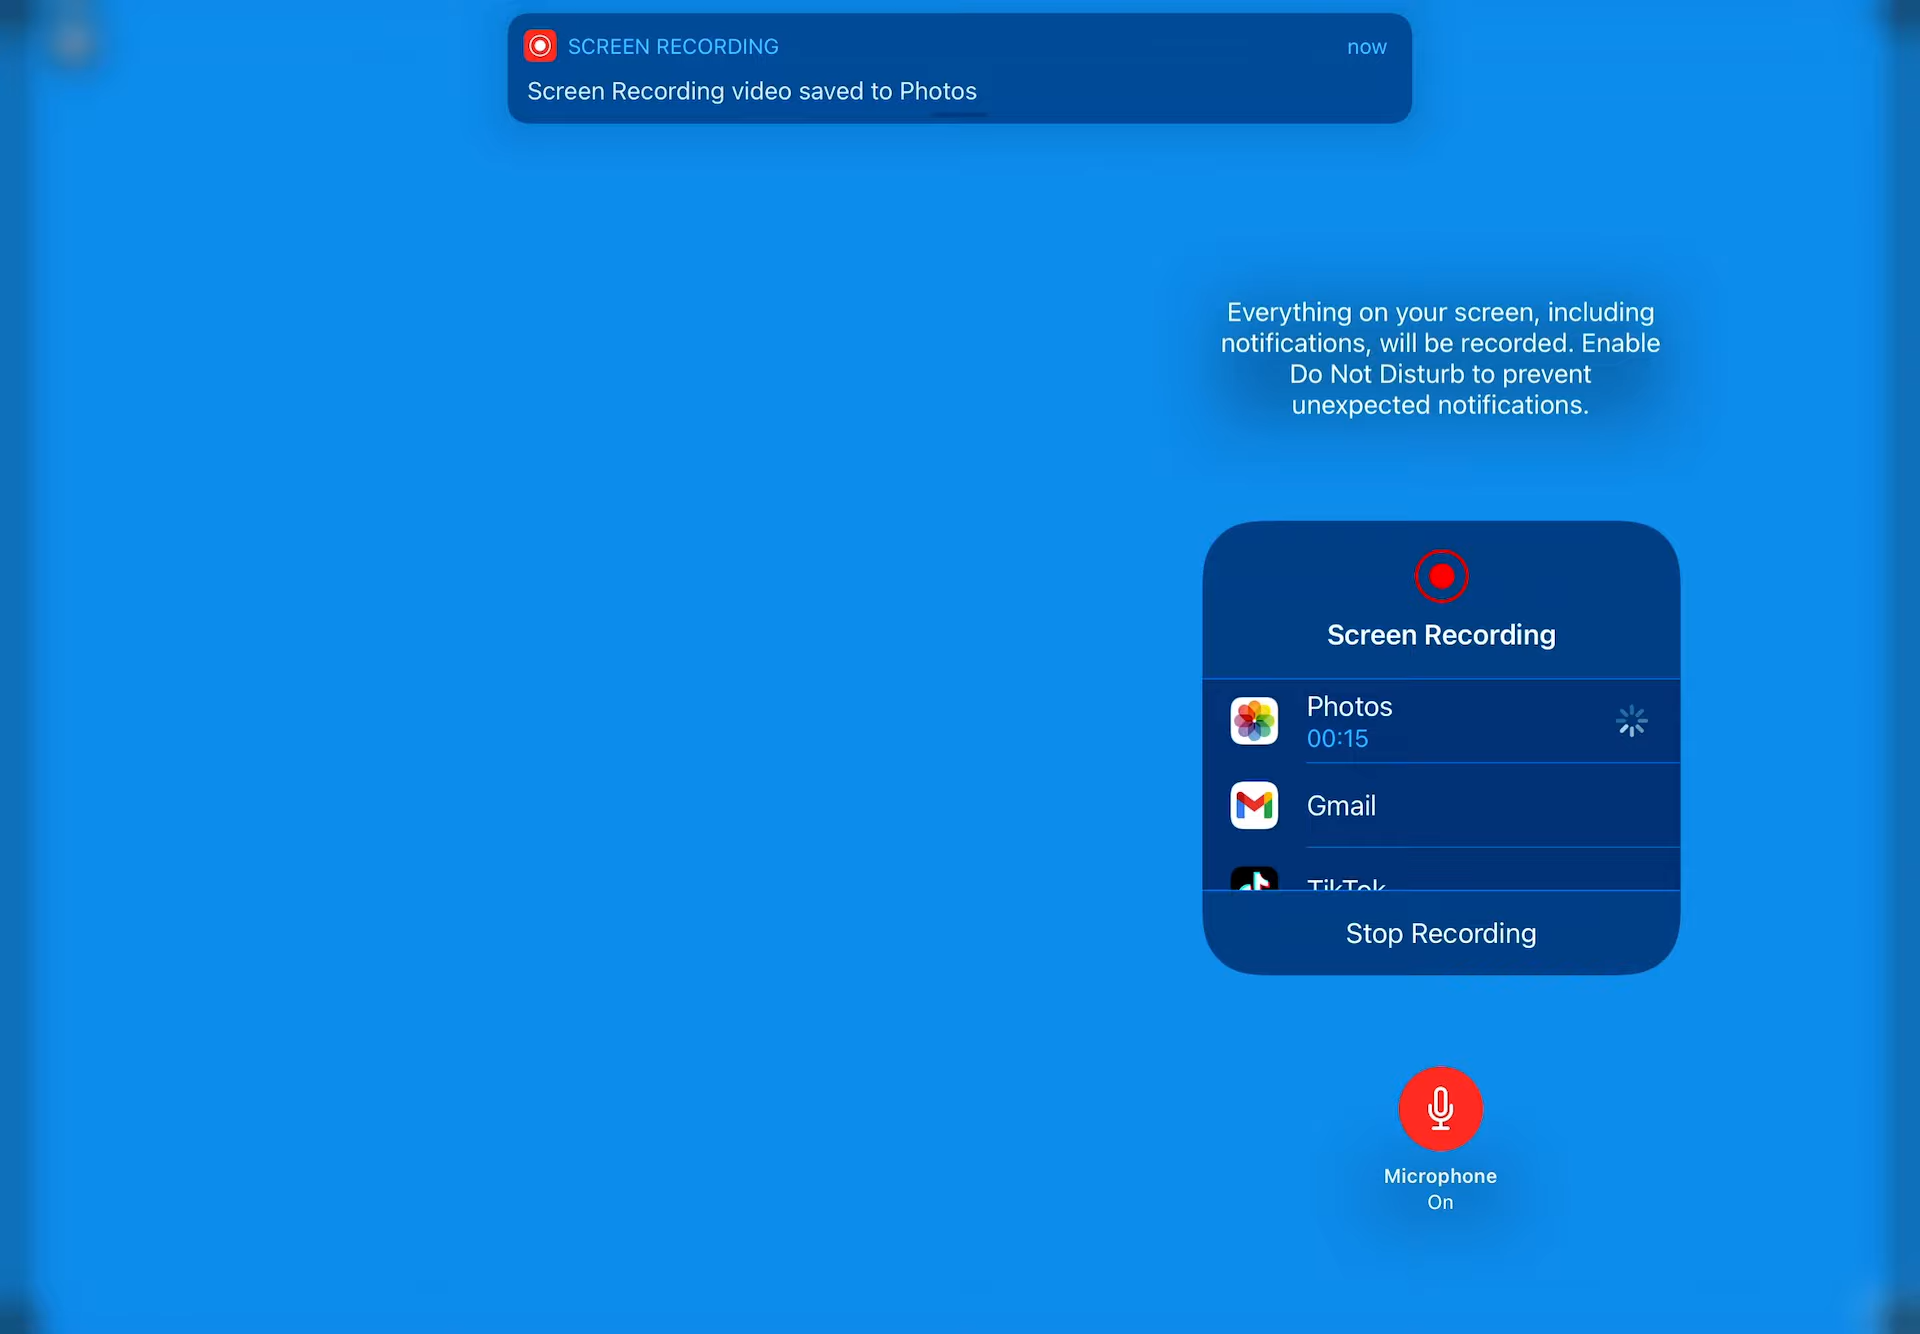 SCREEN RECORDING
now
Screen Recording video saved to Photos
Everything on your screen, including
notifications, will be recorded. Enable
Do Not Disturb to prevent
unexpected notifications.
Screen Recording
Photos
00:15
Gmail
TikTok
Stop Recording
Microphone
On